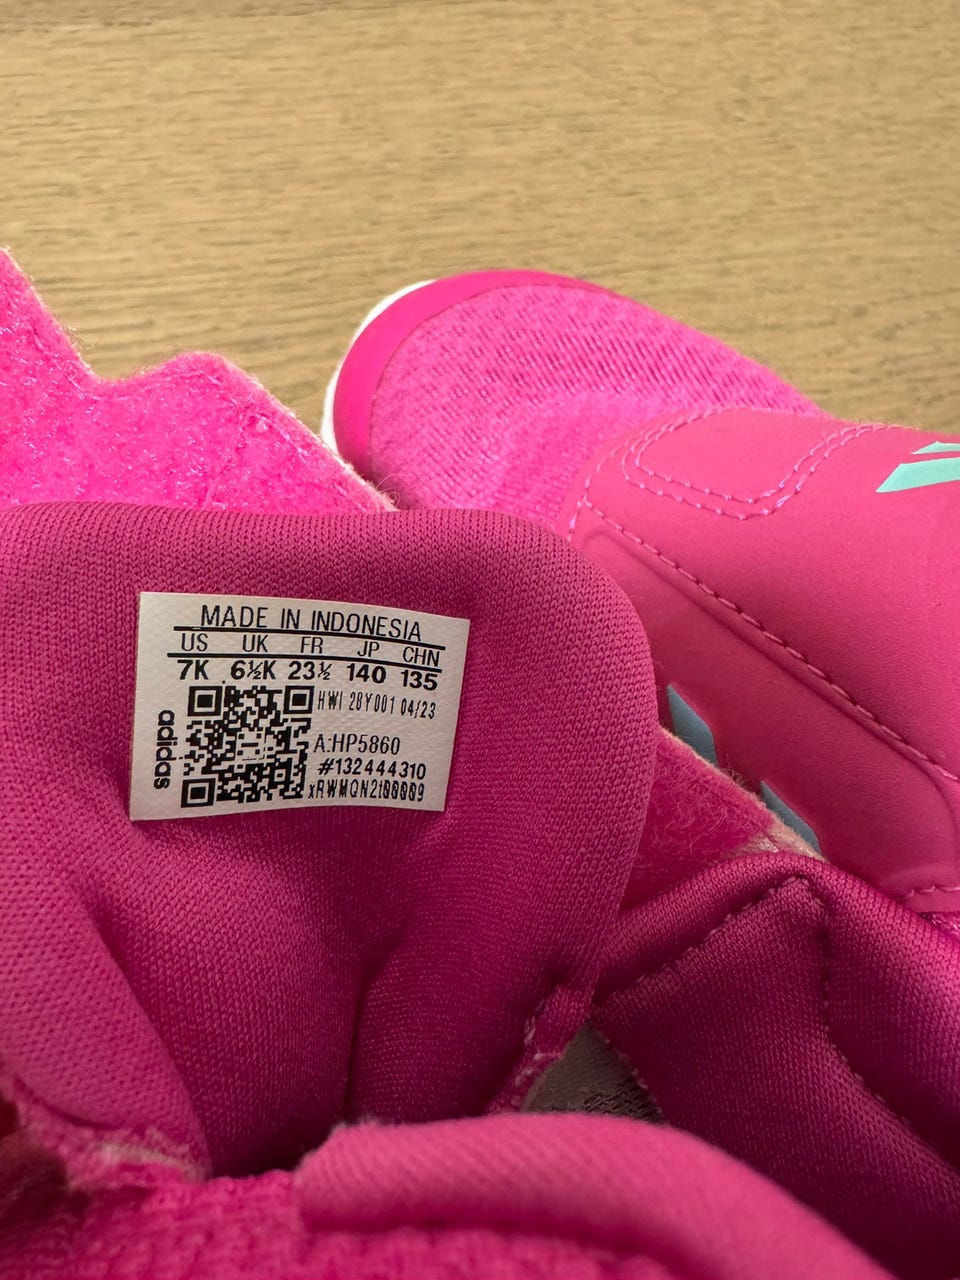 MADE IN INDONESIA
US UK FR JP CHN
7K 6½K 23½ 140 135
HWI 28Y001 04/23
A:HP5860
#132444310
adidas